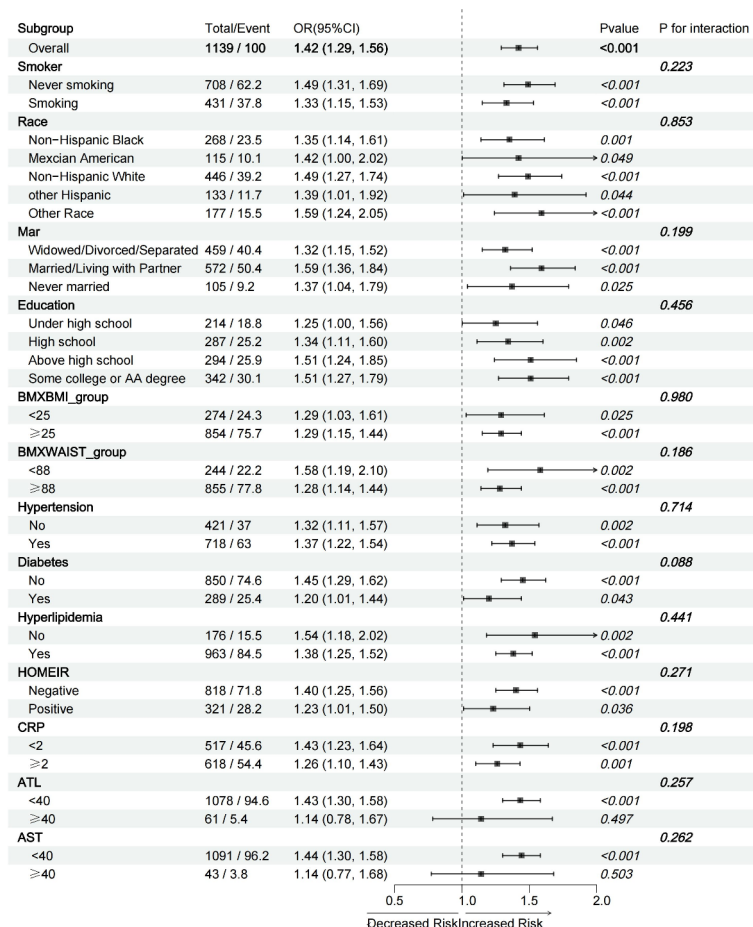 Subgroup Total/Event OR(95%CI) Pvalue P for interaction
Overall 1139 / 100 1.42 (1.29, 1.56) <0.001
Smoker 0.223
Never smoking 708 / 62.2 1.49 (1.31, 1.69) <0.001
Smoking 431 / 37.8 1.33 (1.15, 1.53) <0.001
Race 0.853
Non−Hispanic Black 268 / 23.5 1.35 (1.14, 1.61) 0.001
Mexcian American 115 / 10.1 1.42 (1.00, 2.02) 0.049
Non−Hispanic White 446 / 39.2 1.49 (1.27, 1.74) <0.001
other Hispanic 133 / 11.7 1.39 (1.01, 1.92) 0.044
Other Race 177 / 15.5 1.59 (1.24, 2.05) <0.001
Mar 0.199
Widowed/Divorced/Separated 459 / 40.4 1.32 (1.15, 1.52) <0.001
Married/Living with Partner 572 / 50.4 1.59 (1.36, 1.84) <0.001
Never married 105 / 9.2 1.37 (1.04, 1.79) 0.025
Education 0.456
Under high school 214 / 18.8 1.25 (1.00, 1.56) 0.046
High school 287 / 25.2 1.34 (1.11, 1.60) 0.002
Above high school 294 / 25.9 1.51 (1.24, 1.85) <0.001
Some college or AA degree 342 / 30.1 1.51 (1.27, 1.79) <0.001
BMXBMI_group 0.980
<25 274 / 24.3 1.29 (1.03, 1.61) 0.025
≥25 854 / 75.7 1.29 (1.15, 1.44) <0.001
BMXWAIST_group 0.186
<88 244 / 22.2 1.58 (1.19, 2.10) 0.002
≥88 855 / 77.8 1.28 (1.14, 1.44) <0.001
Hypertension 0.714
No 421 / 37 1.32 (1.11, 1.57) 0.002
Yes 718 / 63 1.37 (1.22, 1.54) <0.001
Diabetes 0.088
No 850 / 74.6 1.45 (1.29, 1.62) <0.001
Yes 289 / 25.4 1.20 (1.01, 1.44) 0.043
Hyperlipidemia 0.441
No 176 / 15.5 1.54 (1.18, 2.02) 0.002
Yes 963 / 84.5 1.38 (1.25, 1.52) <0.001
HOMEIR 0.271
Negative 818 / 71.8 1.40 (1.25, 1.56) <0.001
Positive 321 / 28.2 1.23 (1.01, 1.50) 0.036
CRP 0.198
<2 517 / 45.6 1.43 (1.23, 1.64) <0.001
≥2 618 / 54.4 1.26 (1.10, 1.43) 0.001
ATL 0.257
<40 1078 / 94.6 1.43 (1.30, 1.58) <0.001
≥40 61 / 5.4 1.14 (0.78, 1.67) 0.497
AST 0.262
<40 1091 / 96.2 1.44 (1.30, 1.58) <0.001
≥40 43 / 3.8 1.14 (0.77, 1.68) 0.503
0.5 1.0 1.5 2.0
Decreased Risk Increased Risk